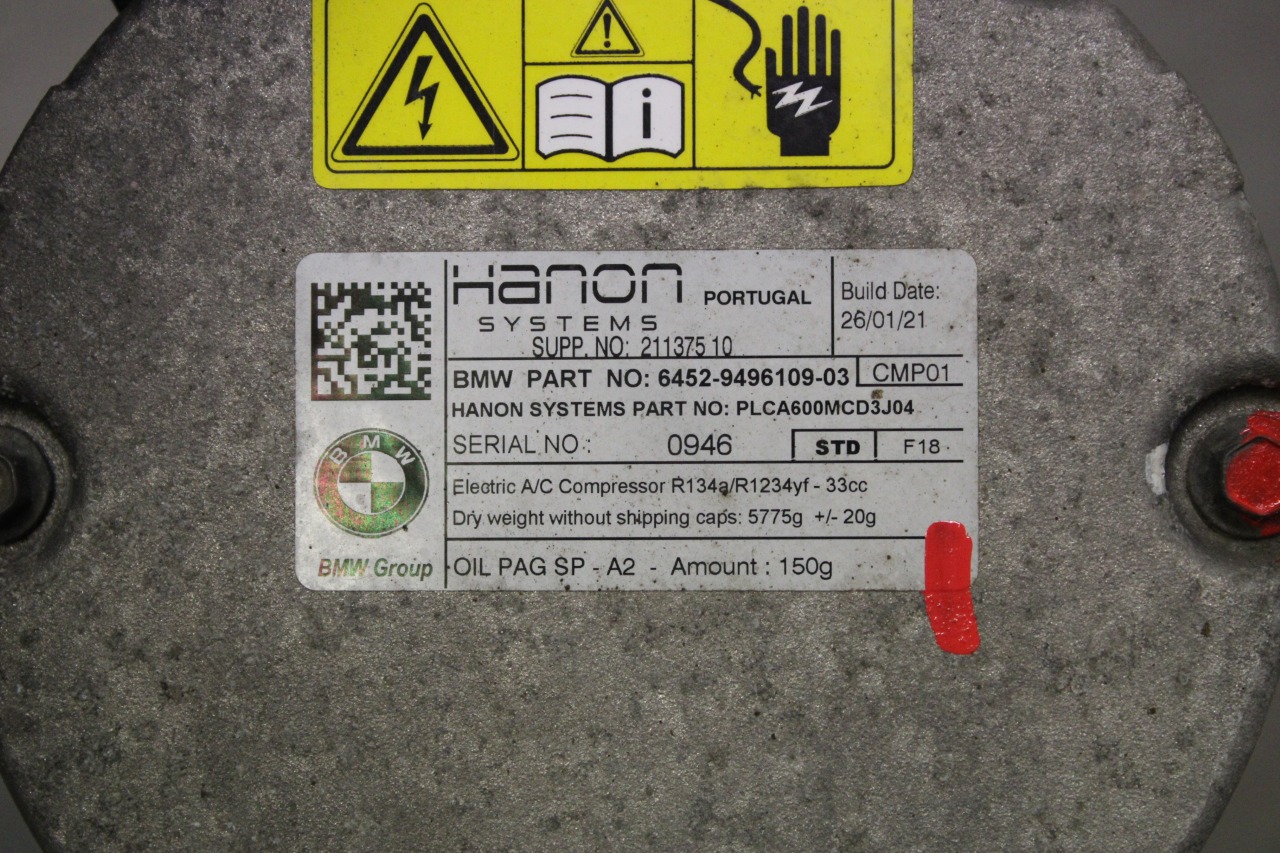 i
Hanon PORTUGAL
SYSTEMS
SUPP. NO: 211375 10
Build Date:
26/01/21
BMW PART NO: 6452-9496109-03
CMP01
HANON SYSTEMS PART NO: PLCA600MCD3J04
SERIAL NO.: 0946 STD F18
Electric A/C Compressor R134a/R1234yf - 33cc
Dry weight without shipping caps: 5775g +/- 20g
OIL PAG SP - A2 - Amount : 150g
BMW
BMW Group